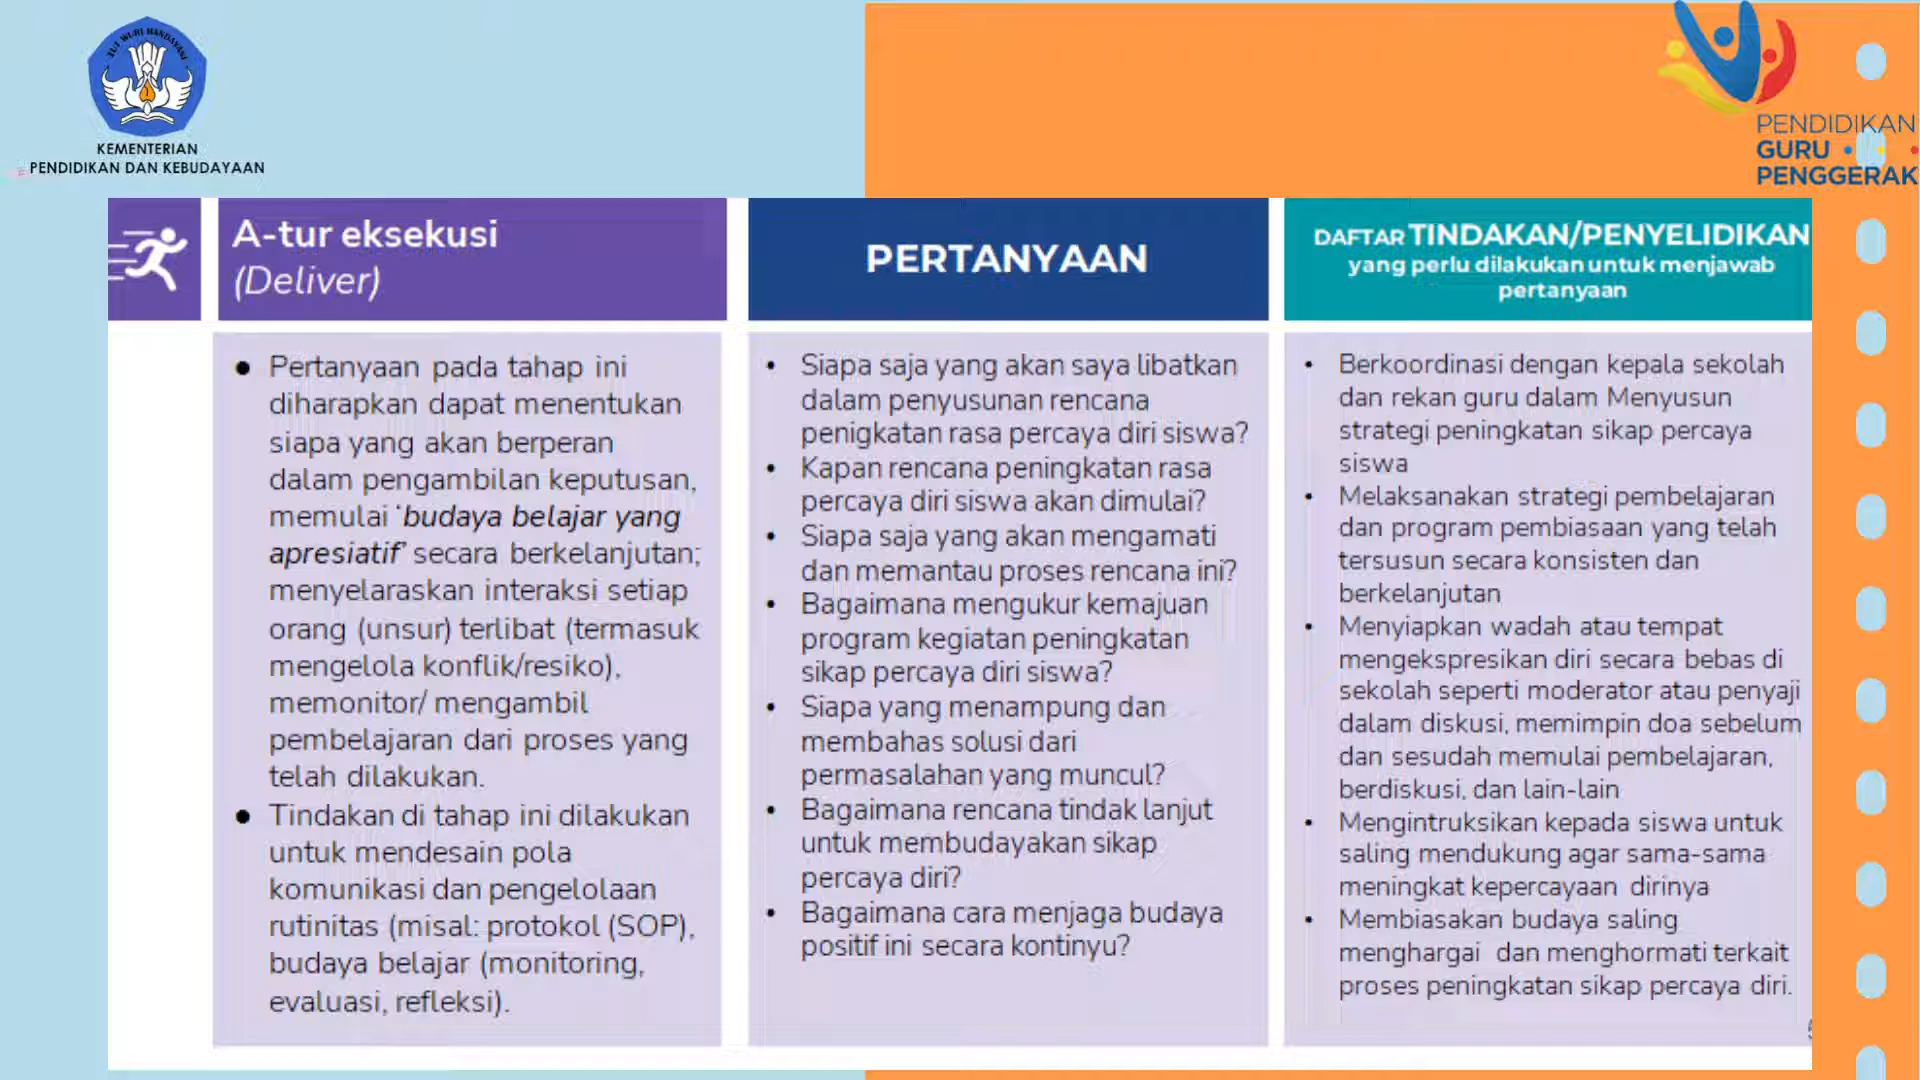 TUT WURI HANDAYANI
KEMENTERIAN
PENDIDIKAN DAN KEBUDAYAAN
PENDIDIKAN
GURU
PENGGERAK
A-tur eksekusi
(Deliver)
PERTANYAAN
DAFTAR TINDAKAN/PENYELIDIKAN
yang perlu dilakukan untuk menjawab
pertanyaan
● Pertanyaan pada tahap ini
diharapkan dapat menentukan
siapa yang akan berperan
dalam pengambilan keputusan,
memulai ‘budaya belajar yang
apresiatif’ secara berkelanjutan;
menyelaraskan interaksi setiap
orang (unsur) terlibat (termasuk
mengelola konflik/resiko),
memonitor/ mengambil
pembelajaran dari proses yang
telah dilakukan.
● Tindakan di tahap ini dilakukan
untuk mendesain pola
komunikasi dan pengelolaan
rutinitas (misal: protokol (SOP),
budaya belajar (monitoring,
evaluasi, refleksi).
• Siapa saja yang akan saya libatkan
dalam penyusunan rencana
penigkatan rasa percaya diri siswa?
• Kapan rencana peningkatan rasa
percaya diri siswa akan dimulai?
• Siapa saja yang akan mengamati
dan memantau proses rencana ini?
• Bagaimana mengukur kemajuan
program kegiatan peningkatan
sikap percaya diri siswa?
• Siapa yang menampung dan
membahas solusi dari
permasalahan yang muncul?
• Bagaimana rencana tindak lanjut
untuk membudayakan sikap
percaya diri?
• Bagaimana cara menjaga budaya
positif ini secara kontinyu?
• Berkoordinasi dengan kepala sekolah
dan rekan guru dalam Menyusun
strategi peningkatan sikap percaya
siswa
• Melaksanakan strategi pembelajaran
dan program pembiasaan yang telah
tersusun secara konsisten dan
berkelanjutan
• Menyiapkan wadah atau tempat
mengekspresikan diri secara bebas di
sekolah seperti moderator atau penyaji
dalam diskusi, memimpin doa sebelum
dan sesudah memulai pembelajaran,
berdiskusi, dan lain-lain
• Mengintruksikan kepada siswa untuk
saling mendukung agar sama-sama
meningkat kepercayaan dirinya
• Membiasakan budaya saling
menghargai dan menghormati terkait
proses peningkatan sikap percaya diri.